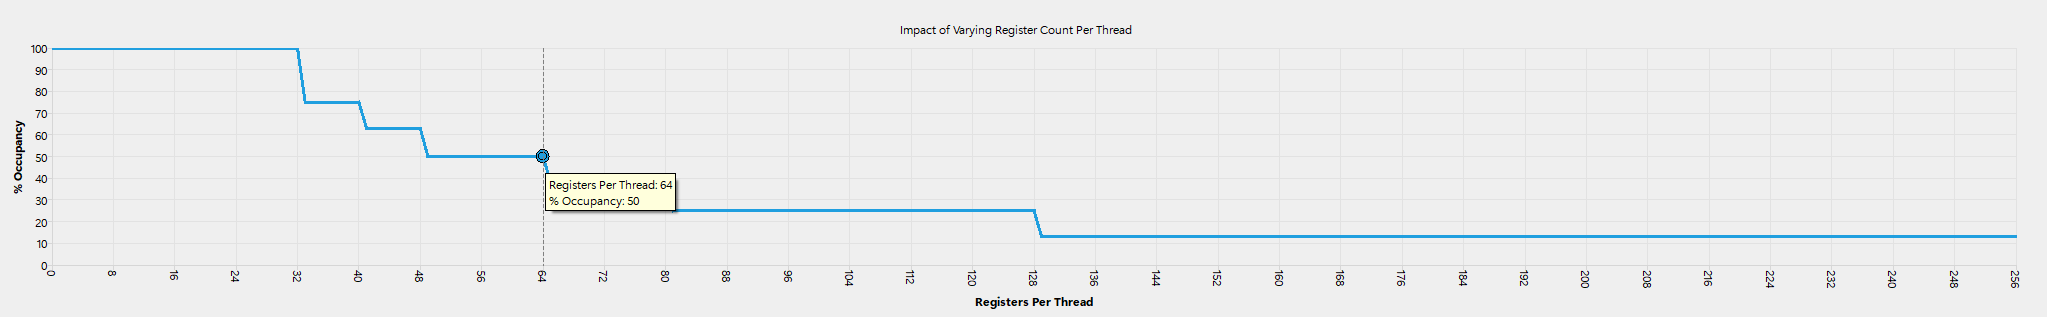 Impact of Varying Register Count Per Thread
100
90
80
70
60
50
40
30
20
10
0
% Occupancy
Registers Per Thread: 64
% Occupancy: 50
0 8 16 24 32 40 48 56 64 72 80 88 96 104 112 120 128 136 144 152 160 168 176 184 192 200 208 216 224 232 240 248 256
Registers Per Thread